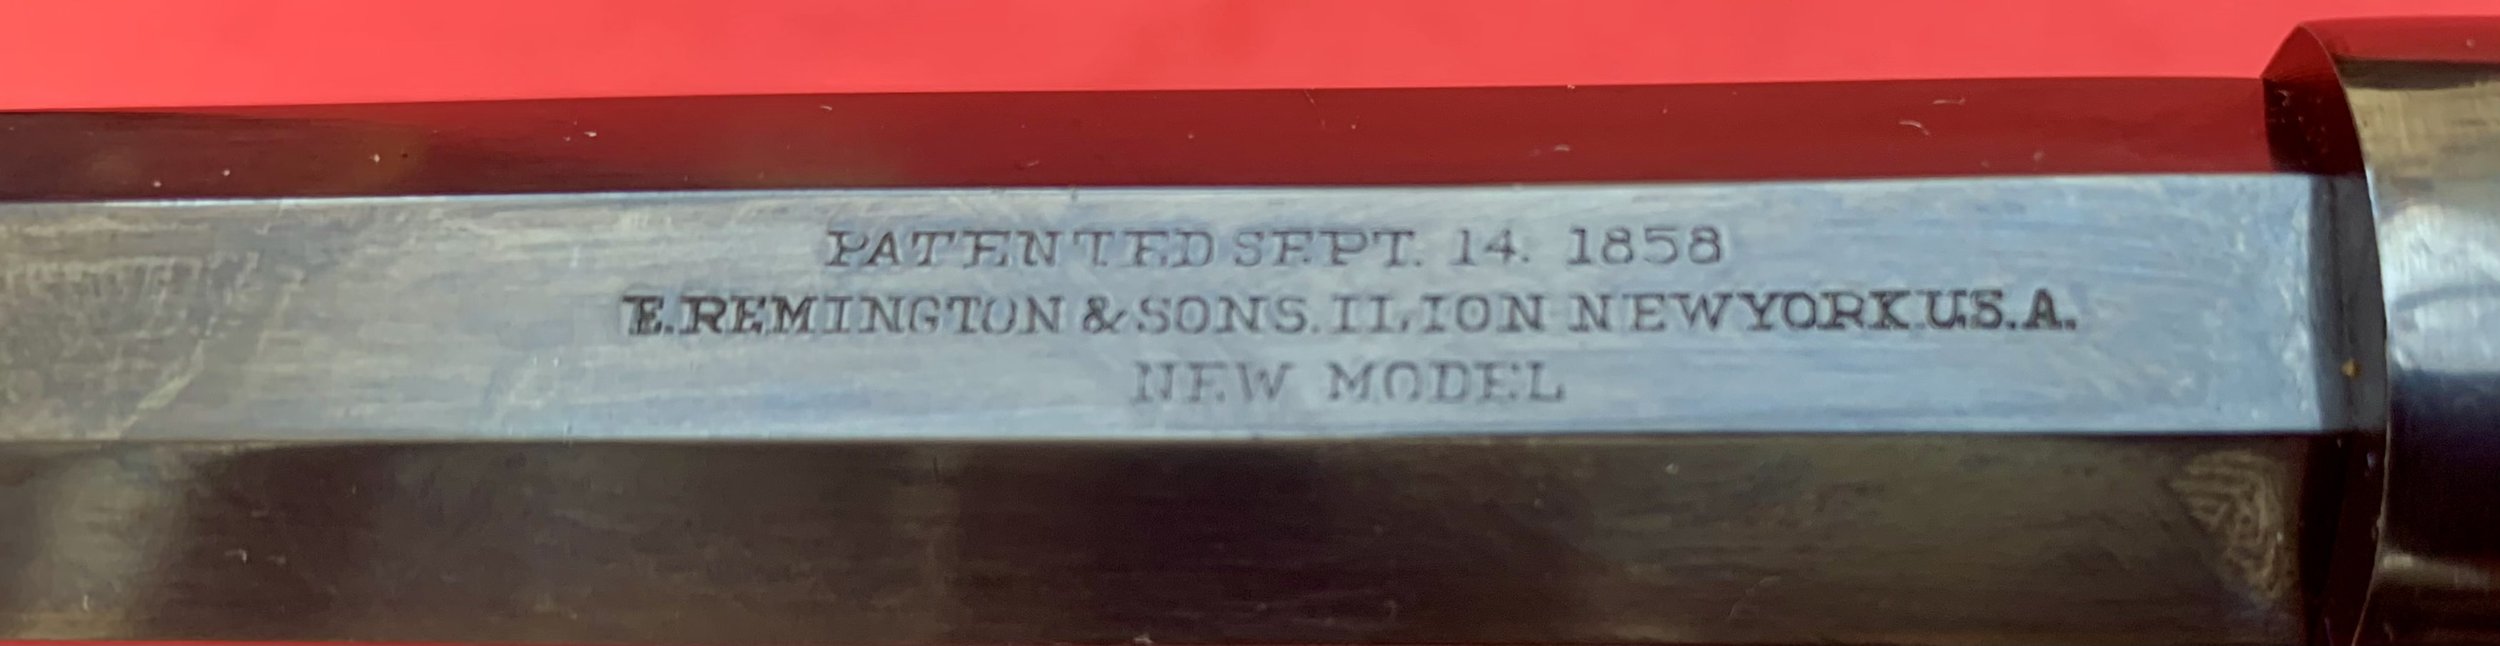 PATENTED SEPT. 14. 1858
E. REMINGTON & SONS. ILION NEW YORK. U.S.A.
NEW MODEL